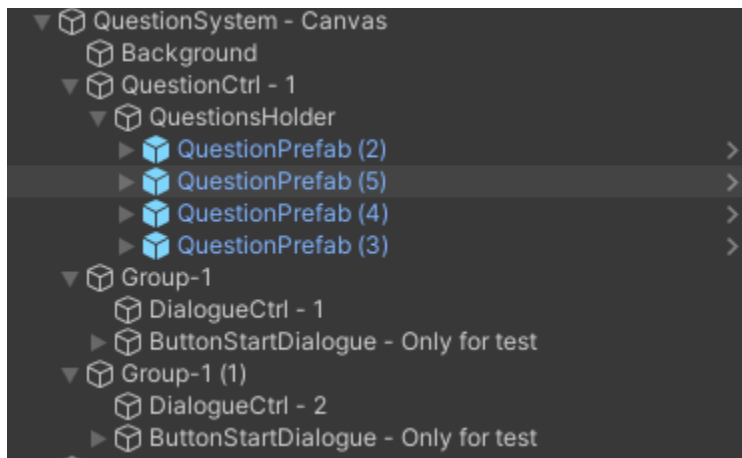 QuestionSystem - Canvas
Background
QuestionCtrl - 1
QuestionsHolder
QuestionPrefab (2)
QuestionPrefab (5)
QuestionPrefab (4)
QuestionPrefab (3)
Group-1
DialogueCtrl - 1
ButtonStartDialogue - Only for test
Group-1 (1)
DialogueCtrl - 2
ButtonStartDialogue - Only for test